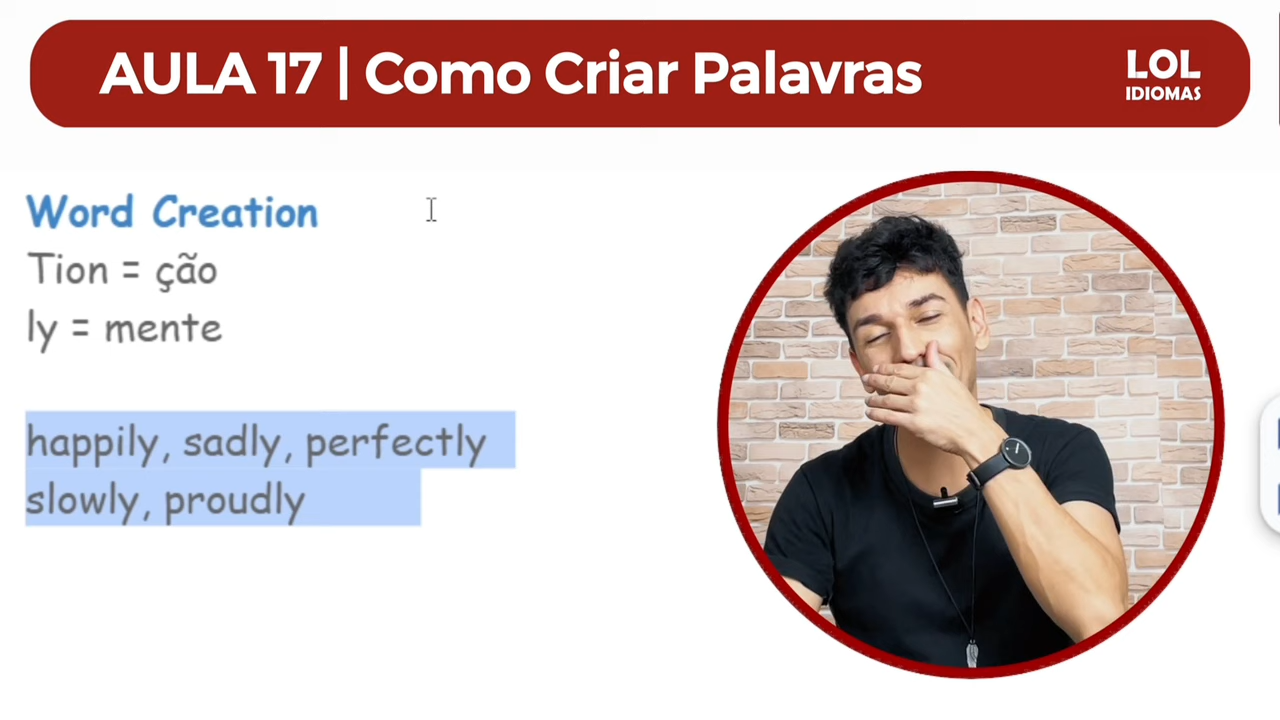 AULA 17 | Como Criar Palavras
LOL
IDIOMAS
Word Creation
Tion = ção
ly = mente
happily, sadly, perfectly
slowly, proudly